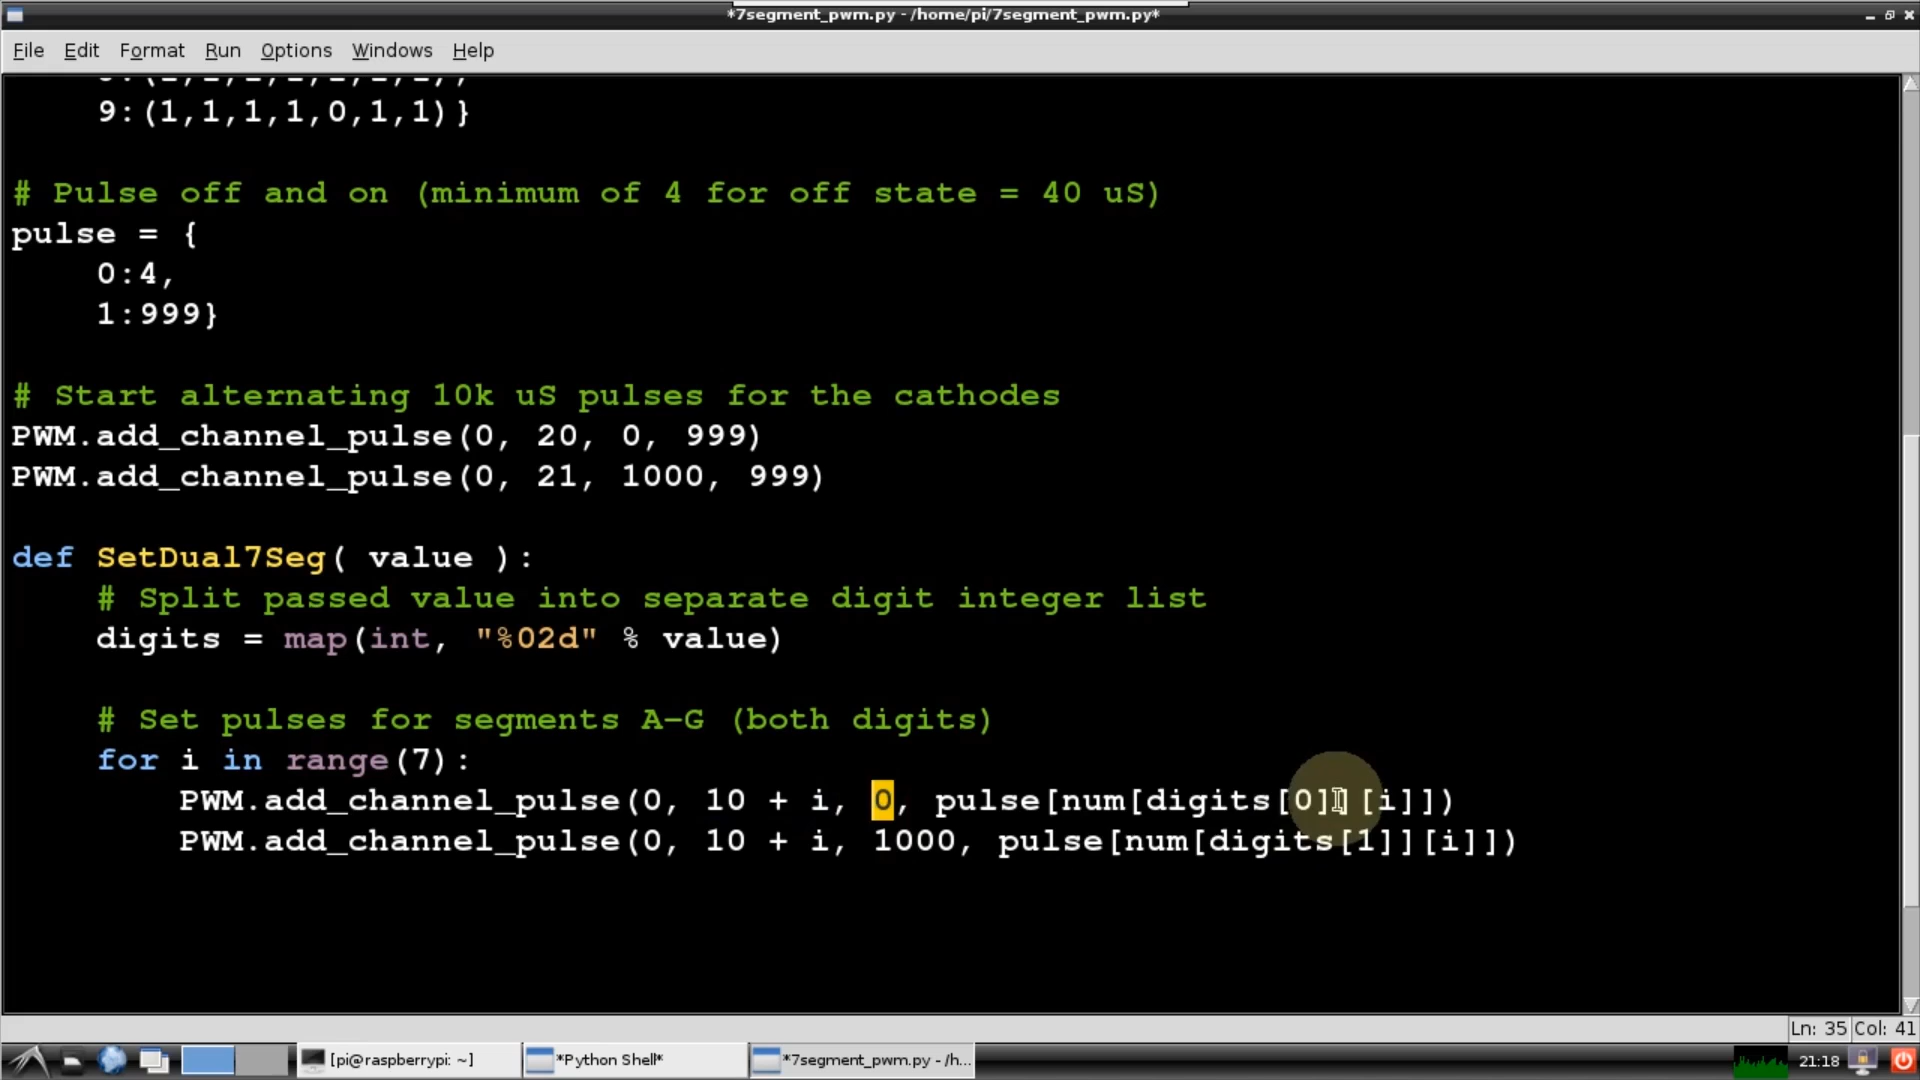 *7segment_pwm.py - /home/pi/7segment_pwm.py*
File Edit Format Run Options Windows Help
9:(1,1,1,1,0,1,1)}
# Pulse off and on (minimum of 4 for off state = 40 uS)
pulse = {
0:4,
1:999}
# Start alternating 10k uS pulses for the cathodes
PWM.add_channel_pulse(0, 20, 0, 999)
PWM.add_channel_pulse(0, 21, 1000, 999)
def SetDual7Seg( value ):
# Split passed value into separate digit integer list
digits = map(int, "%02d" % value)
# Set pulses for segments A-G (both digits)
for i in range(7):
PWM.add_channel_pulse(0, 10 + i, 0, pulse[num[digits[0]][i]])
PWM.add_channel_pulse(0, 10 + i, 1000, pulse[num[digits[1]][i]])
Ln: 35 Col: 41
[pi@raspberrypi: ~] *Python Shell* *7segment_pwm.py - /h... 21:18